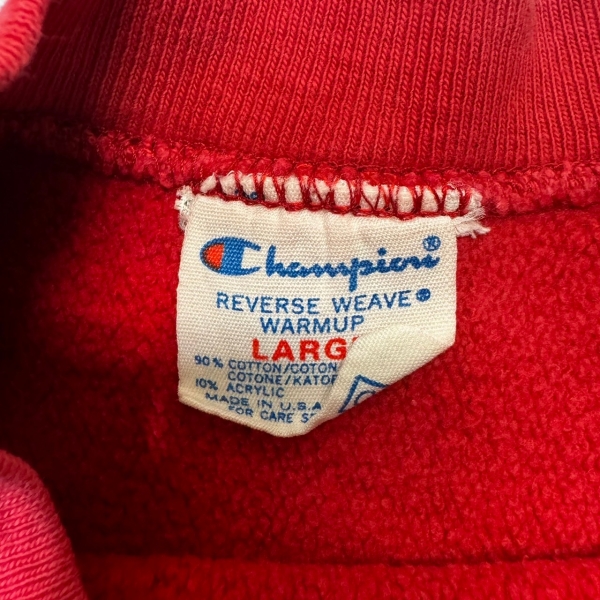 Champion®
REVERSE WEAVE®
WARMUP
LARG
90% COTTON/COTON
COTONE/KATO
10% ACRYLIC
MADE IN U.S.A
FOR CARE